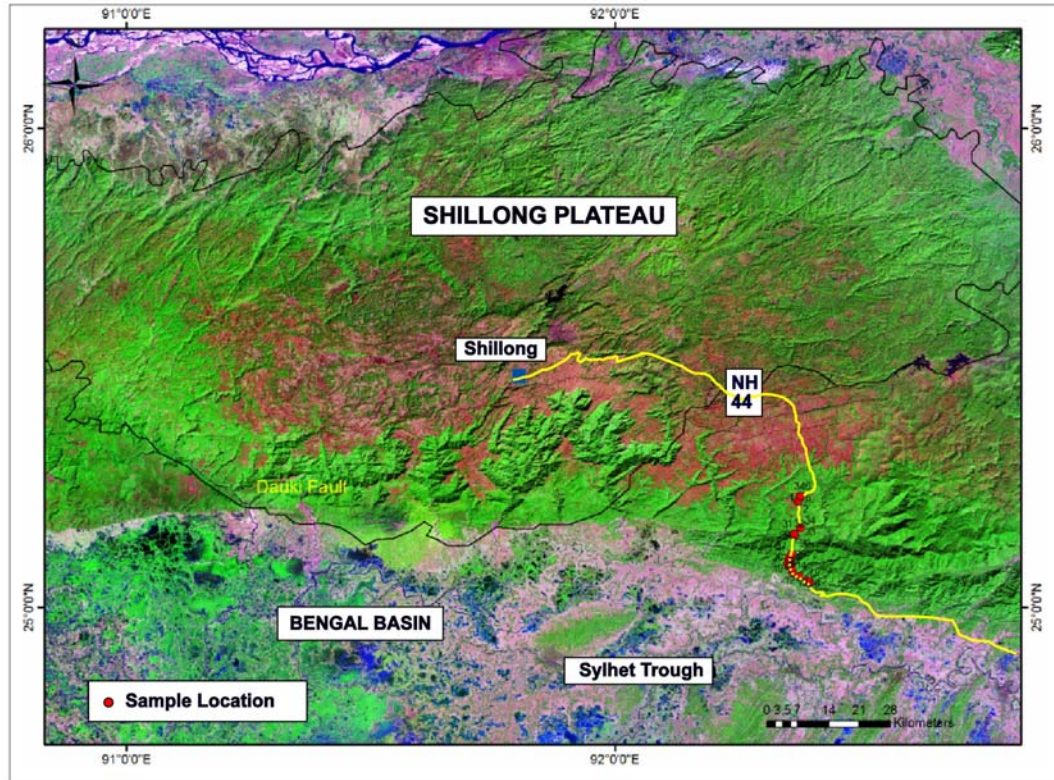 91°0'0"E 92°0'0"E
26°0'0"N 26°0'0"N
SHILLONG PLATEAU
Shillong
NH
44
Dauki Fault
25°0'0"N 25°0'0"N
BENGAL BASIN
Sylhet Trough
Sample Location
0 3 5 7 14 21 28
Kilometers
91°0'0"E 92°0'0"E